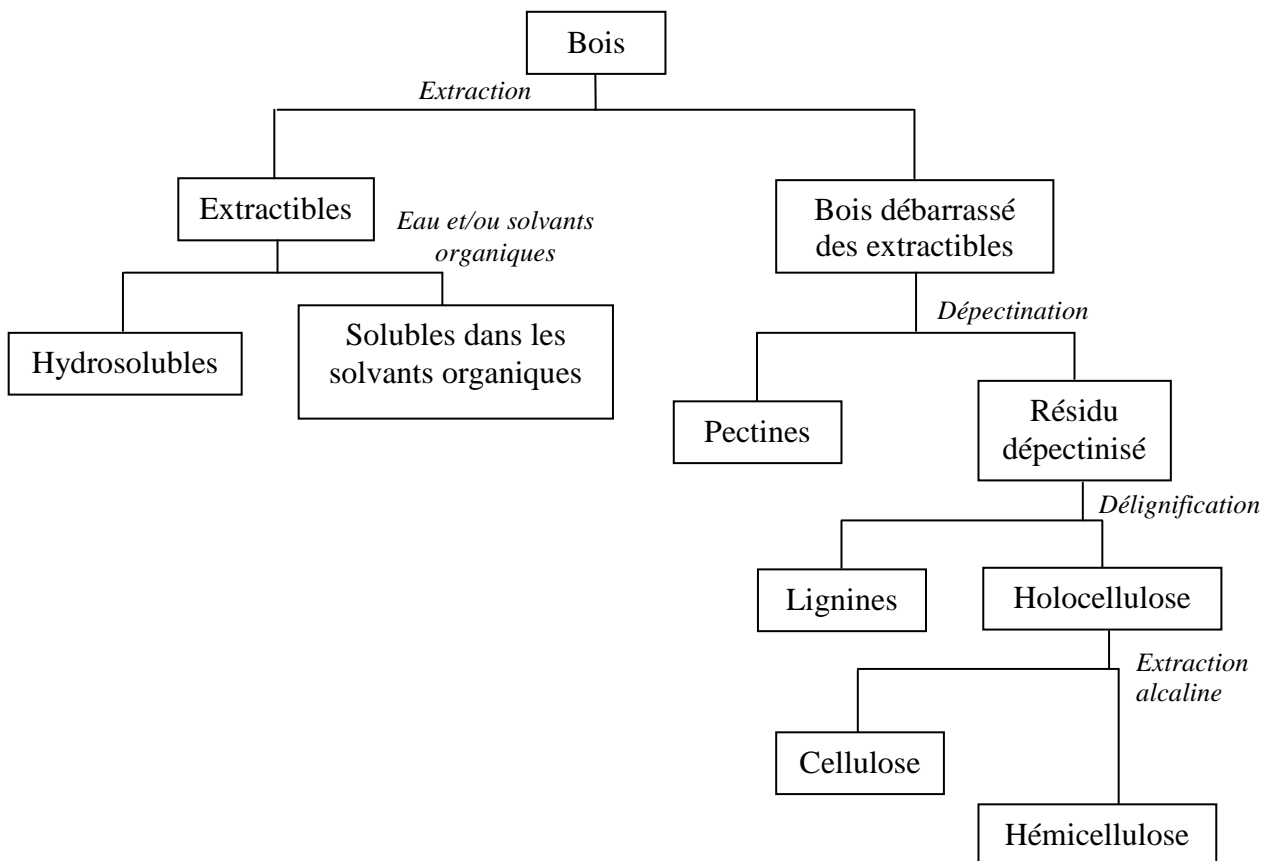 Bois
Extraction
Extractibles
Eau et/ou solvants
organiques
Bois débarrassé
des extractibles
Hydrosolubles
Solubles dans les
solvants organiques
Dépectination
Pectines
Résidu
dépectinisé
Délignification
Lignines
Holocellulose
Extraction
alcaline
Cellulose
Hémicellulose